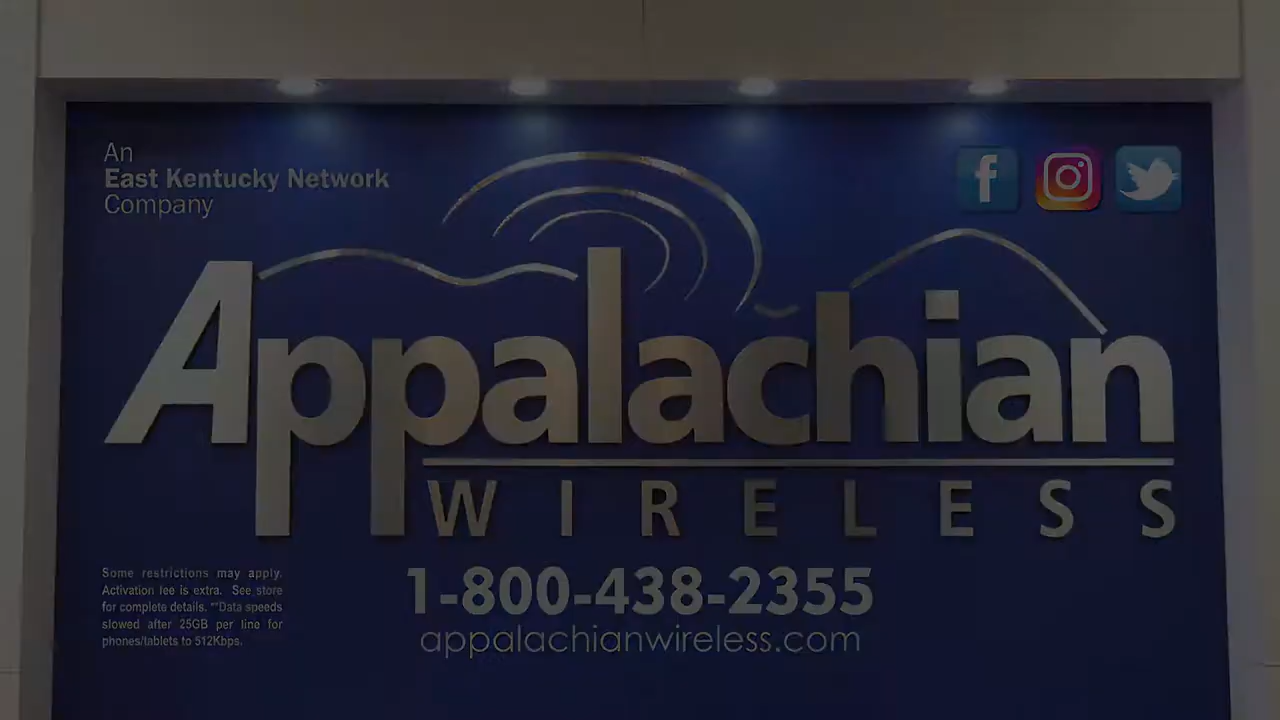 An
East Kentucky Network
Company
Appalachian
WIRELESS
Some restrictions may apply.
Activation fee is extra. See store
for complete details. **Data speeds
slowed after 25GB per line for
phones/tablets to 512Kbps.
1-800-438-2355
appalachianwireless.com